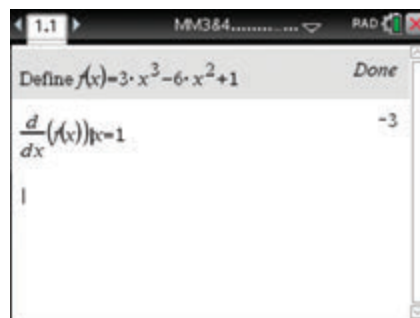 1.1 MM3&4......... RAD
Define f(x)=3·x³−6·x²+1 Done
d/dx(f(x))|x=1 −3